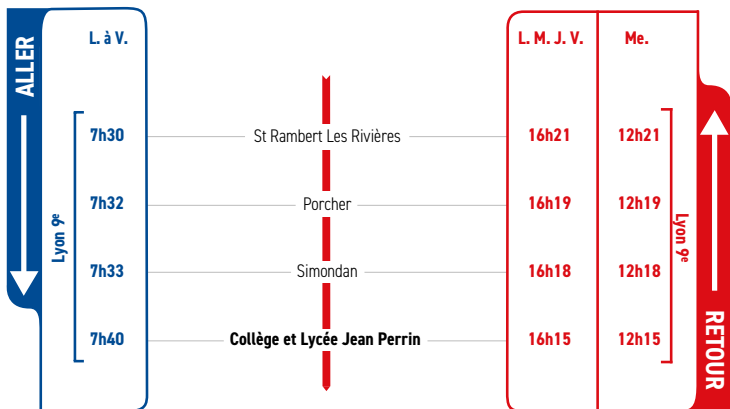 ALLER
L. à V.
L. M. J. V.
Me.
7h30
St Rambert Les Rivières
16h21
12h21
7h32
Porcher
16h19
12h19
Lyon 9e
Lyon 9e
7h33
Simondan
16h18
12h18
7h40
Collège et Lycée Jean Perrin
16h15
12h15
RETOUR